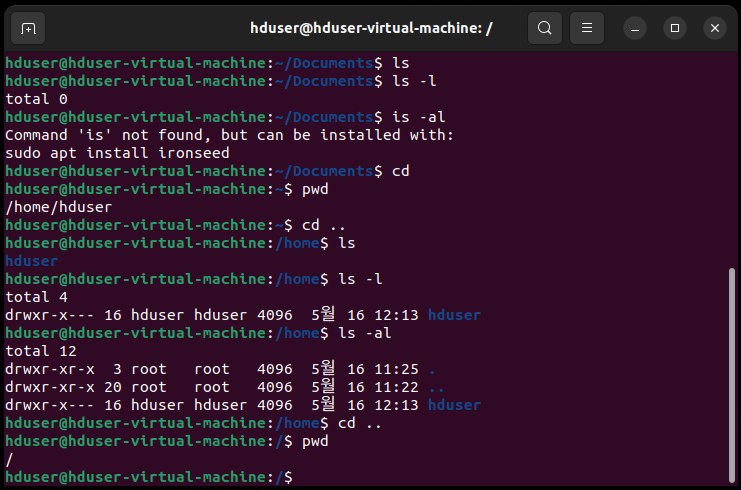 hduser@hduser-virtual-machine: /
hduser@hduser-virtual-machine:~/Documents$ ls
hduser@hduser-virtual-machine:~/Documents$ ls -l
total 0
hduser@hduser-virtual-machine:~/Documents$ is -al
Command 'is' not found, but can be installed with:
sudo apt install ironseed
hduser@hduser-virtual-machine:~/Documents$ cd
hduser@hduser-virtual-machine:~$ pwd
/home/hduser
hduser@hduser-virtual-machine:~$ cd ..
hduser@hduser-virtual-machine:/home$ ls
hduser
hduser@hduser-virtual-machine:/home$ ls -l
total 4
drwxr-x--- 16 hduser hduser 4096  5월 16 12:13 hduser
hduser@hduser-virtual-machine:/home$ ls -al
total 12
drwxr-xr-x  3 root   root   4096  5월 16 11:25 .
drwxr-xr-x 20 root   root   4096  5월 16 11:22 ..
drwxr-x--- 16 hduser hduser 4096  5월 16 12:13 hduser
hduser@hduser-virtual-machine:/home$ cd ..
hduser@hduser-virtual-machine:/$ pwd
/
hduser@hduser-virtual-machine:/$